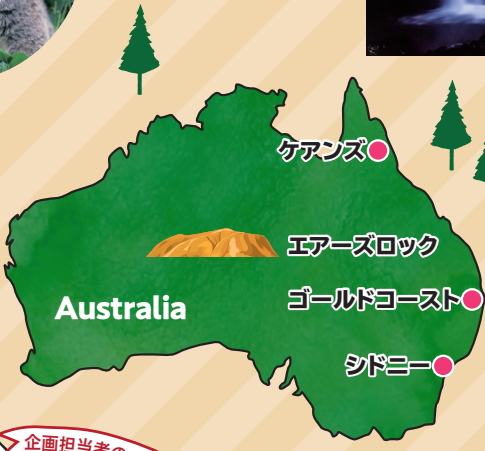 ケアンズ
エアーズロック
ゴールドコースト
Australia
シドニー
企画担当者の